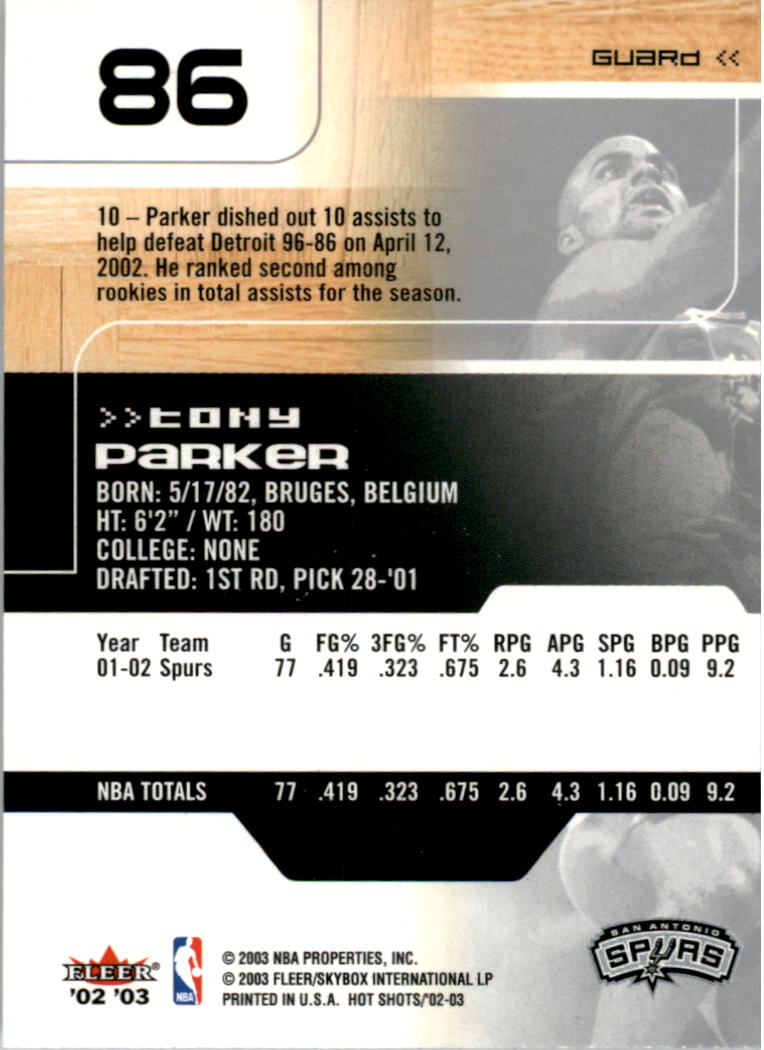 86
GUARD <<
10 – Parker dished out 10 assists to
help defeat Detroit 96-86 on April 12,
2002. He ranked second among
rookies in total assists for the season.
>>TONY
PARKER
BORN: 5/17/82, BRUGES, BELGIUM
HT: 6'2” / WT: 180
COLLEGE: NONE
DRAFTED: 1ST RD, PICK 28-'01
Year Team G FG% 3FG% FT% RPG APG SPG BPG PPG
01-02 Spurs 77 .419 .323 .675 2.6 4.3 1.16 0.09 9.2
NBA TOTALS 77 .419 .323 .675 2.6 4.3 1.16 0.09 9.2
FLEER®
'02 '03
NBA
© 2003 NBA PROPERTIES, INC.
© 2003 FLEER/SKYBOX INTERNATIONAL LP
PRINTED IN U.S.A. HOT SHOTS/'02-03
SAN ANTONIO
SPURS